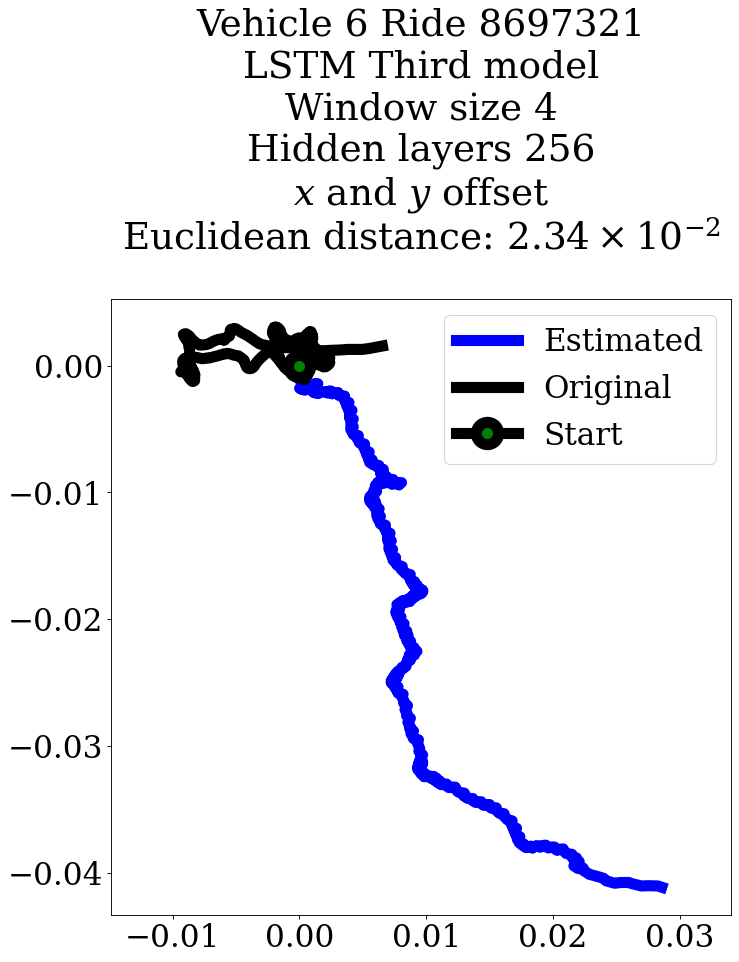 Vehicle 6 Ride 8697321
LSTM Third model
Window size 4
Hidden layers 256
x and y offset
Euclidean distance: 2.34 × 10⁻²
Estimated
Original
Start
0.00
−0.01
−0.02
−0.03
−0.04
−0.01 0.00 0.01 0.02 0.03